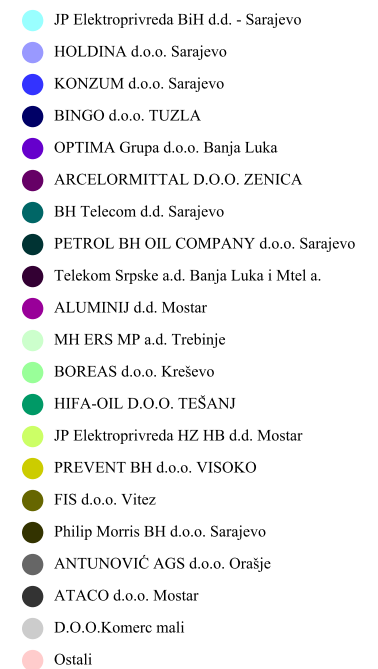 JP Elektroprivreda BiH d.d. - Sarajevo
HOLDINA d.o.o. Sarajevo
KONZUM d.o.o. Sarajevo
BINGO d.o.o. TUZLA
OPTIMA Grupa d.o.o. Banja Luka
ARCELORMITTAL D.O.O. ZENICA
BH Telecom d.d. Sarajevo
PETROL BH OIL COMPANY d.o.o. Sarajevo
Telekom Srpske a.d. Banja Luka i Mtel a.
ALUMINIJ d.d. Mostar
MH ERS MP a.d. Trebinje
BOREAS d.o.o. Kreševo
HIFA-OIL D.O.O. TEŠANJ
JP Elektroprivreda HZ HB d.d. Mostar
PREVENT BH d.o.o. VISOKO
FIS d.o.o. Vitez
Philip Morris BH d.o.o. Sarajevo
ANTUNOVIĆ AGS d.o.o. Orašje
ATACO d.o.o. Mostar
D.O.O.Komerc mali
Ostali